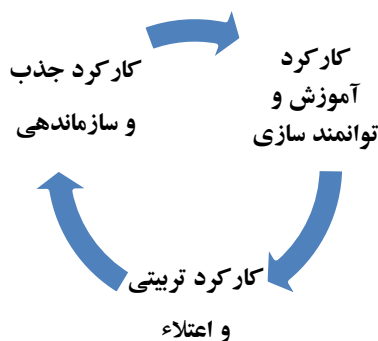 کارکرد
آموزش و
توانمند سازی
کارکرد جذب
و سازماندهی
کارکرد تربیتی
و اعتلاء